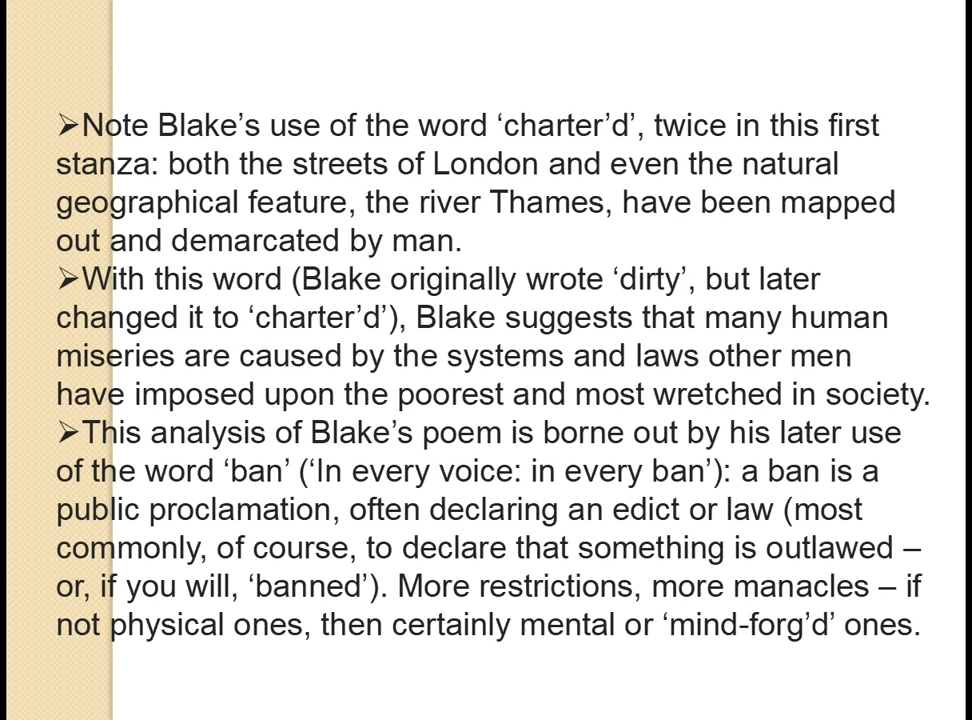 ➢Note Blake’s use of the word ‘charter’d’, twice in this first
stanza: both the streets of London and even the natural
geographical feature, the river Thames, have been mapped
out and demarcated by man.
➢With this word (Blake originally wrote ‘dirty’, but later
changed it to ‘charter’d’), Blake suggests that many human
miseries are caused by the systems and laws other men
have imposed upon the poorest and most wretched in society.
➢This analysis of Blake’s poem is borne out by his later use
of the word ‘ban’ (‘In every voice: in every ban’): a ban is a
public proclamation, often declaring an edict or law (most
commonly, of course, to declare that something is outlawed –
or, if you will, ‘banned’). More restrictions, more manacles – if
not physical ones, then certainly mental or ‘mind-forg’d’ ones.